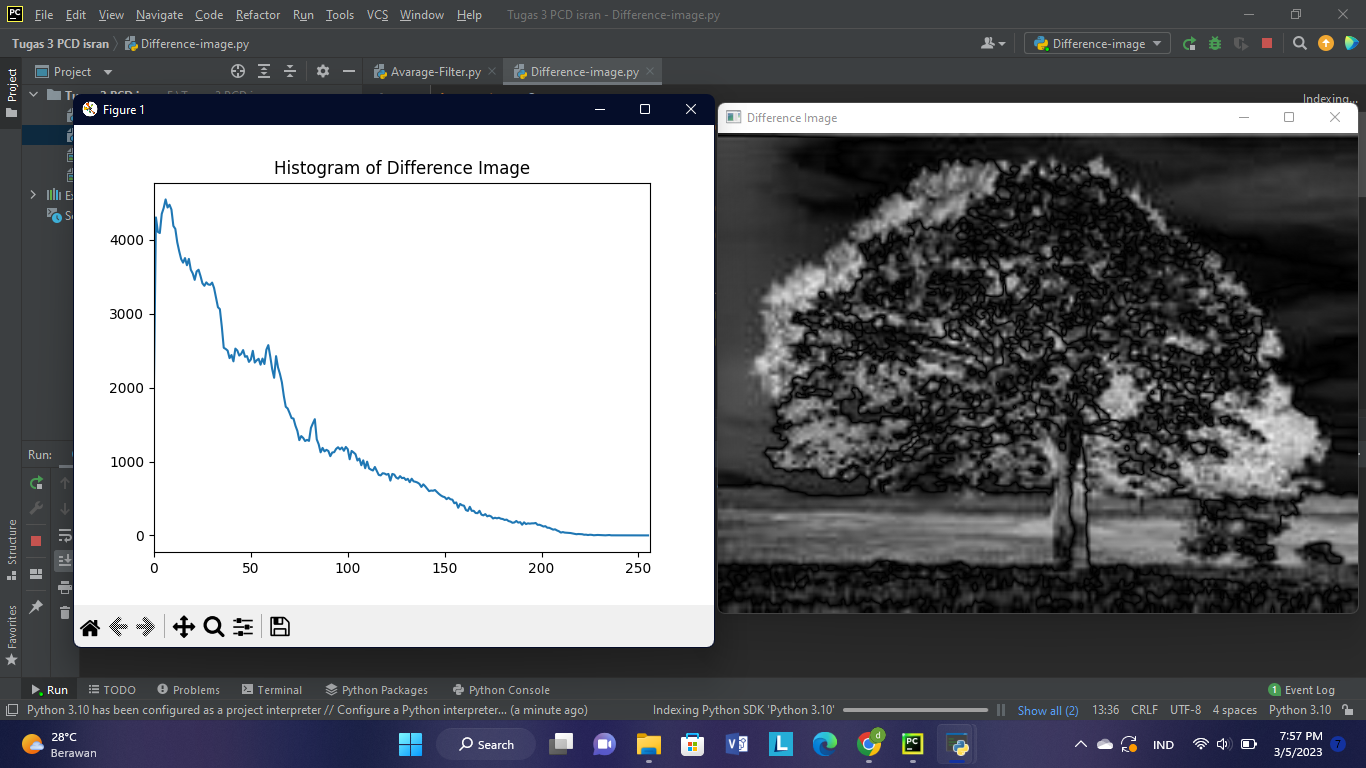 PC File Edit View Navigate Code Refactor Run Tools VCS Window Help Tugas 3 PCD isran - Difference-image.py
Tugas 3 PCD isran Difference-image.py Difference-image
Project Project Avarage-Filter.py Difference-image.py
Indexing...
Figure 1
Difference Image
Histogram of Difference Image
4000
3000
2000
1000
0
0 50 100 150 200 250
Run:
Structure
Favorites
Run TODO Problems Terminal Python Packages Python Console 1 Event Log
Python 3.10 has been configured as a project interpreter // Configure a Python interpreter... (a minute ago) Indexing Python SDK 'Python 3.10' Show all (2) 13:36 CRLF UTF-8 4 spaces Python 3.10
28°C
Berawan
Search
IND
7:57 PM
3/5/2023
7